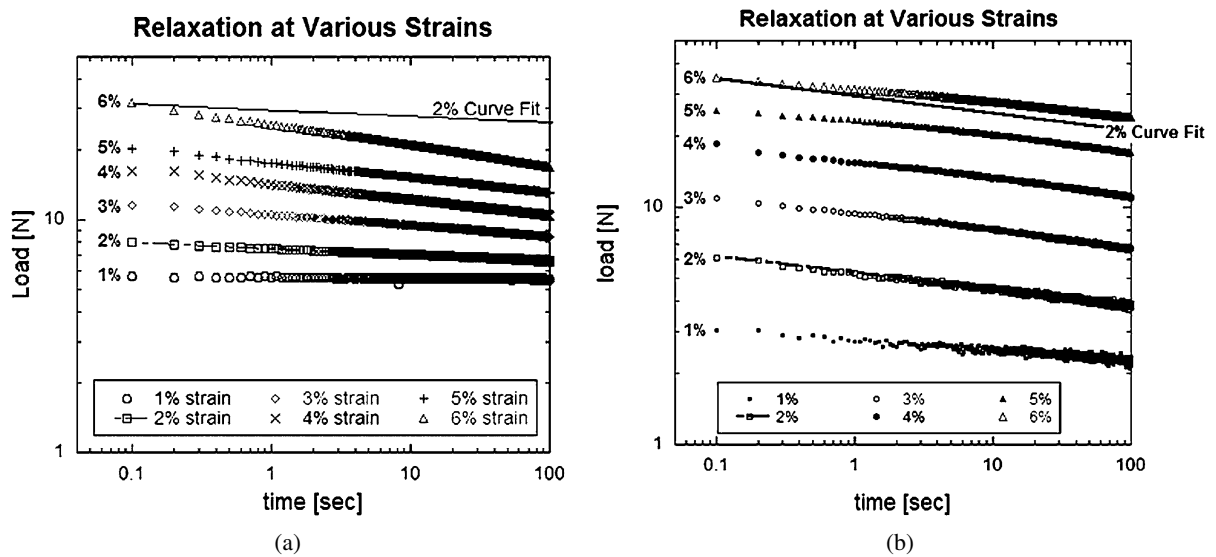 Relaxation at Various Strains
6%
2% Curve Fit
5%
4%
3%
2%
1%
10
1
Load [N]
1% strain 3% strain 5% strain
2% strain 4% strain 6% strain
0.1 1 10 100
time [sec]
(a)
Relaxation at Various Strains
6%
5%
2% Curve Fit
4%
3%
2%
1%
10
1
load [N]
1% 3% 5%
2% 4% 6%
0.1 1 10 100
time [sec]
(b)